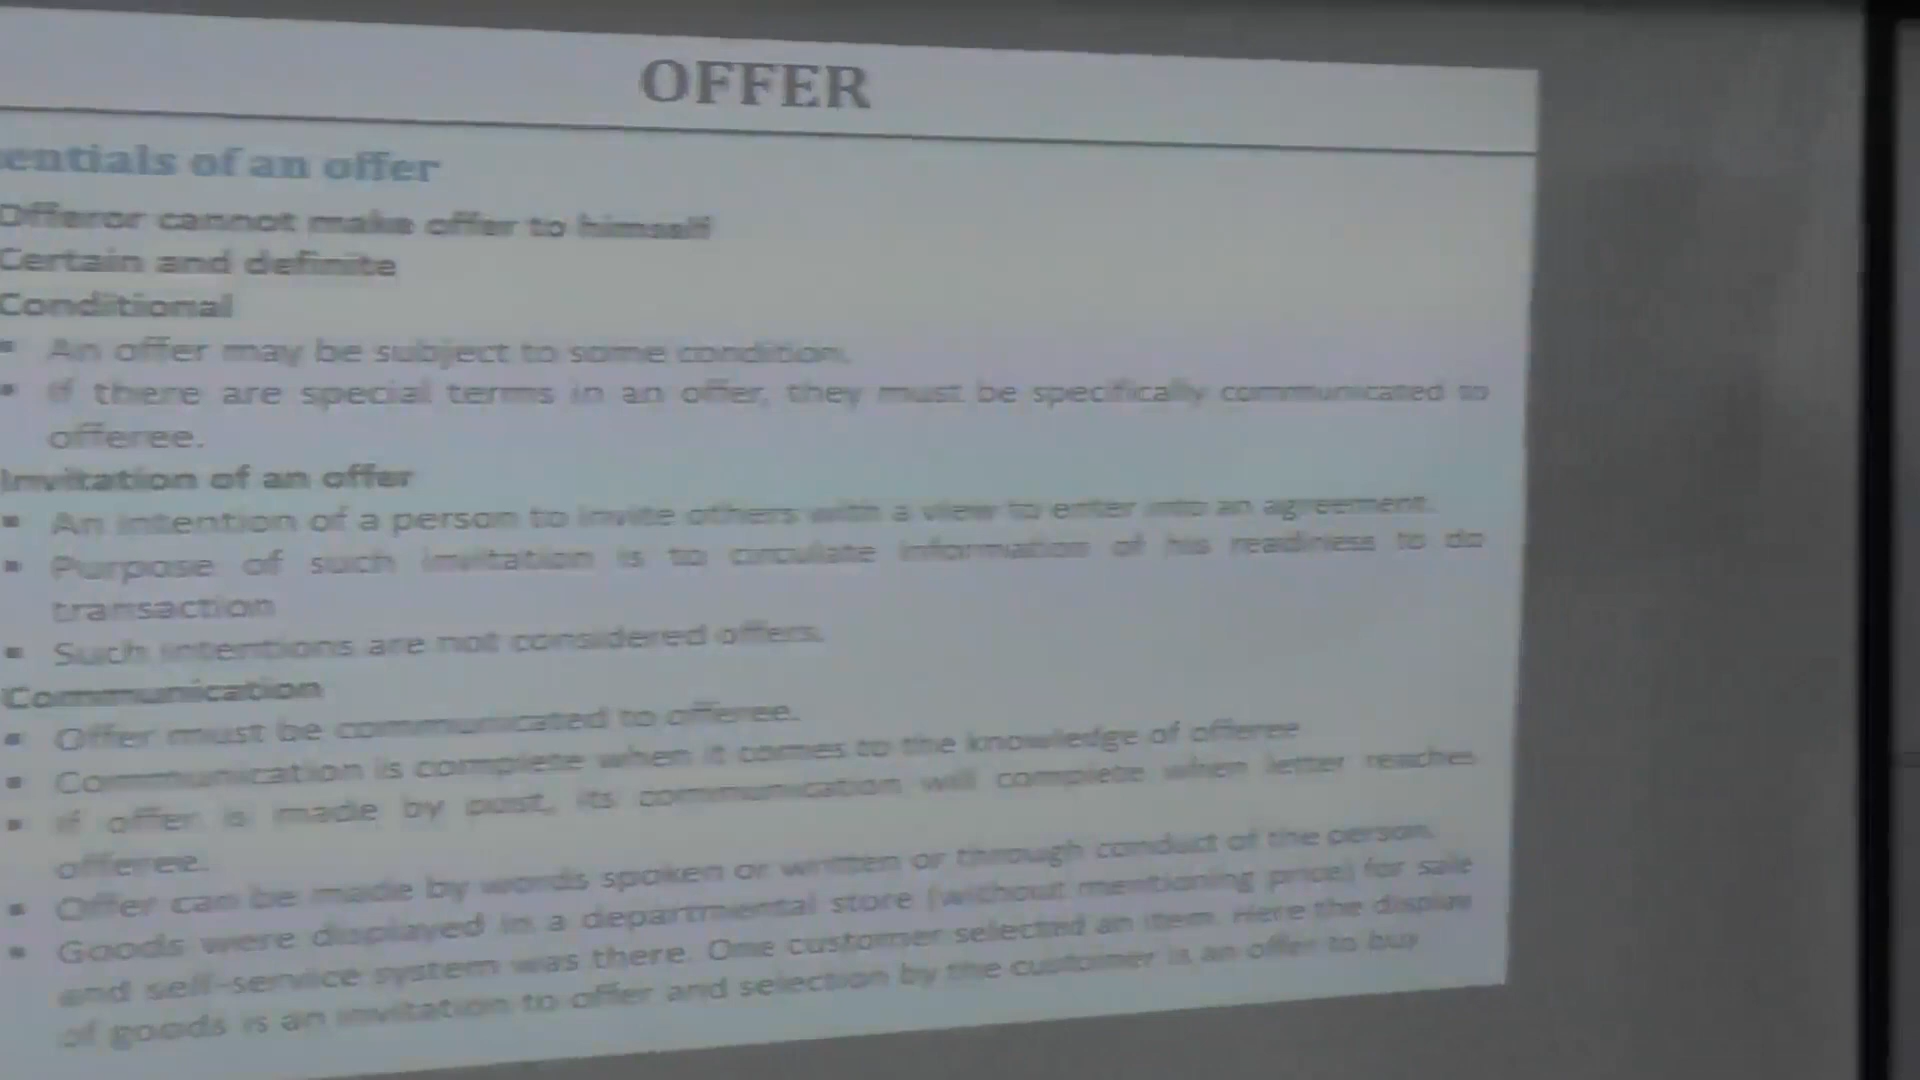 OFFER
entials of an offer
Offeror cannot make offer to himself
Certain and definite
Conditional
▪ An offer may be subject to some condition.
▪ If there are special terms in an offer, they must be specifically communicated to
offeree.
Invitation of an offer
▪ An intention of a person to invite others with a view to enter into an agreement.
▪ Purpose of such invitation is to circulate information of his readiness to do
transaction
▪ Such intentions are not considered offers.
Communication
▪ Offer must be communicated to offeree.
▪ Communication is complete when it comes to the knowledge of offeree
▪ If offer is made by post, its communication will complete when letter reaches
offeree.
▪ Offer can be made by words spoken or written or through conduct of the person.
▪ Goods were displayed in a departmental store (without mentioning price) for sale
and self-service system was there. One customer selected an item. Here the display
of goods is an invitation to offer and selection by the customer is an offer to buy